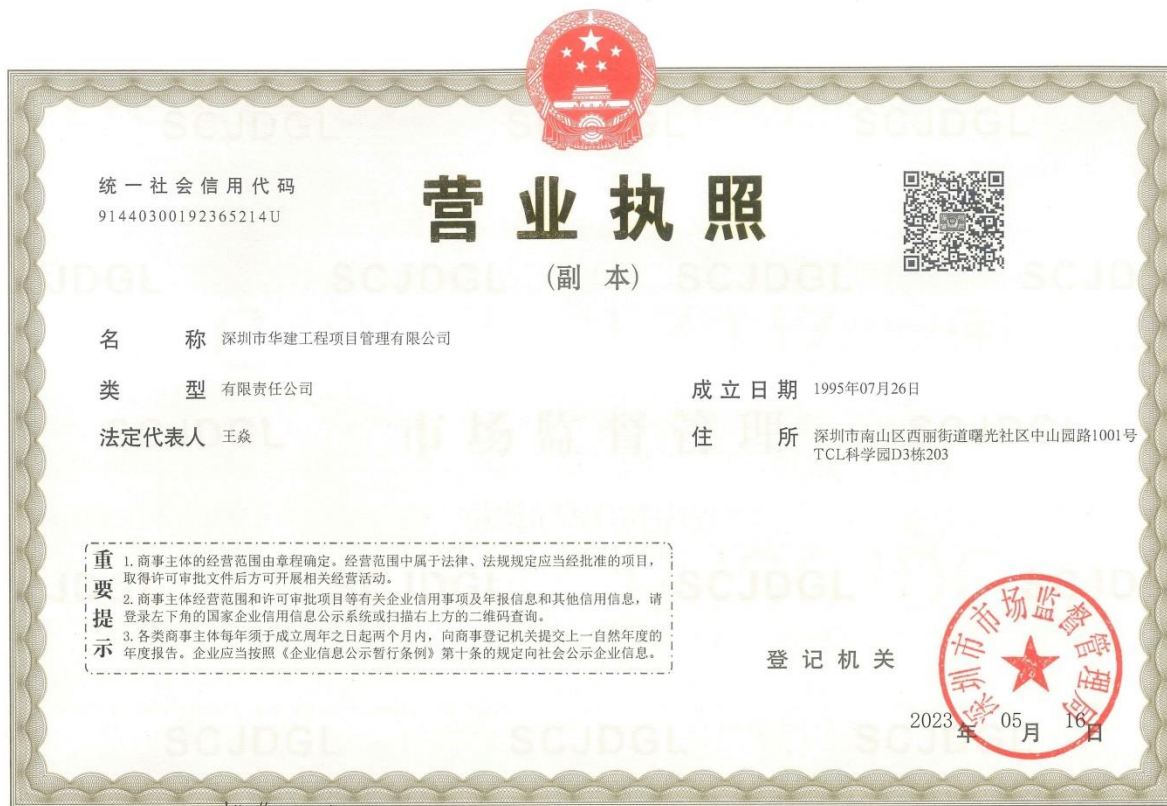 统一社会信用代码
91440300192365214U
营业执照
(副 本)
名 称 深圳市华建工程项目管理有限公司
类 型 有限责任公司
成立日期 1995年07月26日
法定代表人 王焱
住 所 深圳市南山区西丽街道曙光社区中山园路1001号
TCL科学园D3栋203
重要提示
1. 商事主体的经营范围由章程确定。经营范围中属于法律、法规规定应当经批准的项目,
取得许可审批文件后方可开展相关经营活动。
2. 商事主体经营范围和许可审批项目等有关企业信用事项及年报信息和其他信用信息,请
登录左下角的国家企业信用信息公示系统或扫描右上方的二维码查询。
3. 各类商事主体每年须于成立周年之日起两个月内,向商事登记机关提交上一自然年度的
年度报告。企业应当按照《企业信息公示暂行条例》第十条的规定向社会公示企业信息。
登记机关
深圳市市场监督管理局
2023年05月16日
SCJDGL
市场监督管理